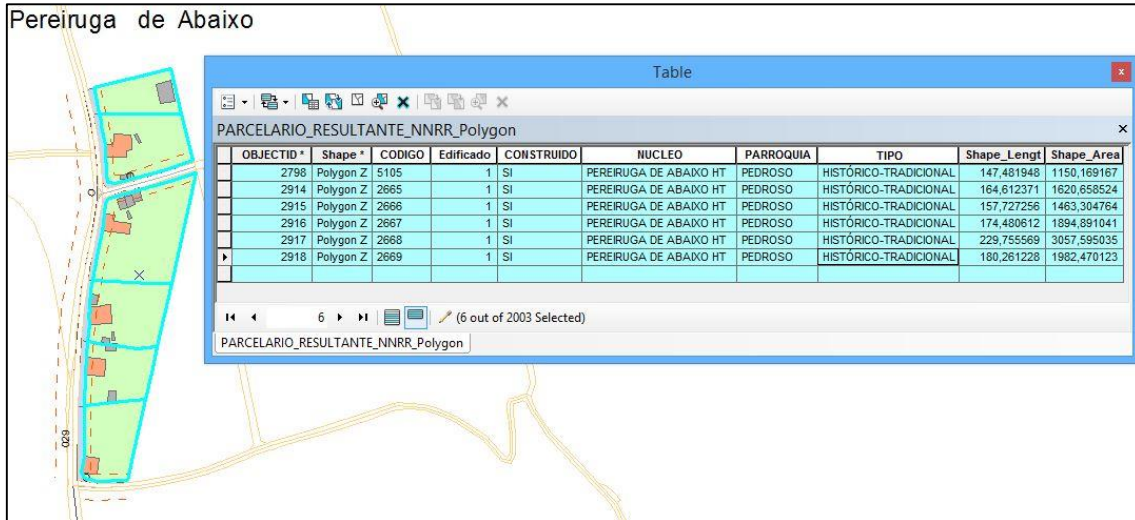 Pereiruga de Abaixo
Table
PARCELARIO_RESULTANTE_NNRR_Polygon
OBJECTID * Shape * CODIGO Edificado CONSTRUIDO NUCLEO PARROQUIA TIPO Shape_Lengt Shape_Area
2798 Polygon Z 5105 1 SI PEREIRUGA DE ABAIXO HT PEDROSO HISTÓRICO-TRADICIONAL 147,481948 1150,169167
2914 Polygon Z 2665 1 SI PEREIRUGA DE ABAIXO HT PEDROSO HISTÓRICO-TRADICIONAL 164,612371 1620,658524
2915 Polygon Z 2666 1 SI PEREIRUGA DE ABAIXO HT PEDROSO HISTÓRICO-TRADICIONAL 157,727256 1463,304764
2916 Polygon Z 2667 1 SI PEREIRUGA DE ABAIXO HT PEDROSO HISTÓRICO-TRADICIONAL 174,480612 1894,891041
2917 Polygon Z 2668 1 SI PEREIRUGA DE ABAIXO HT PEDROSO HISTÓRICO-TRADICIONAL 229,755569 3057,595035
2918 Polygon Z 2669 1 SI PEREIRUGA DE ABAIXO HT PEDROSO HISTÓRICO-TRADICIONAL 180,261228 1982,470123
6 (6 out of 2003 Selected)
PARCELARIO_RESULTANTE_NNRR_Polygon
029